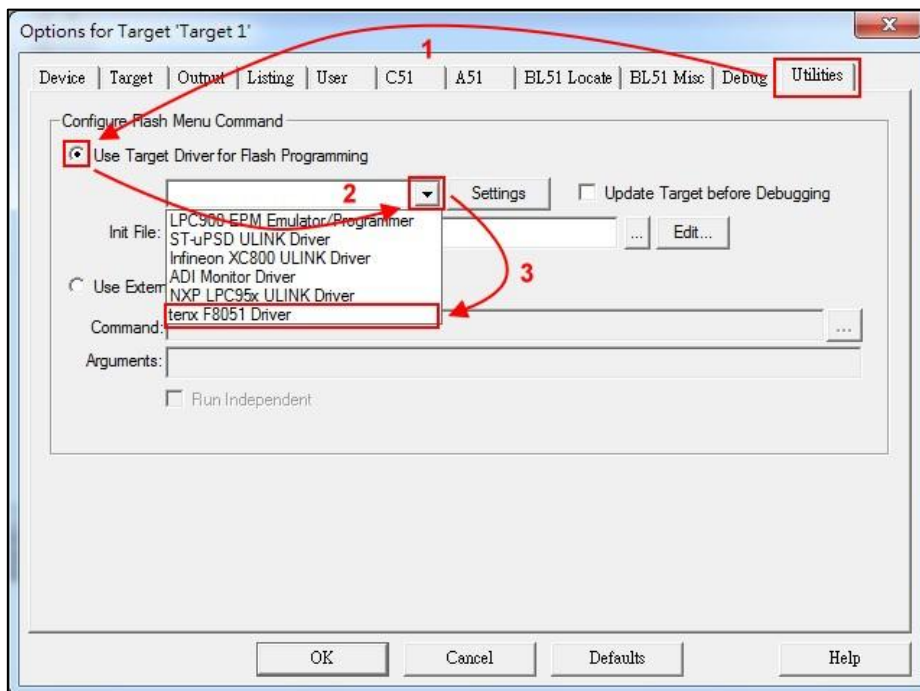 Options for Target 'Target 1'
1
Device Target Output Listing User C51 A51 BL51 Locate BL51 Misc Debug Utilities
Configure Flash Menu Command
Use Target Driver for Flash Programming
2 Settings Update Target before Debugging
LPC900 EPM Emulator/Programmer
Init File: ST-uPSD ULINK Driver ... Edit...
Infineon XC800 ULINK Driver
ADI Monitor Driver 3
Use Extern NXP LPC95x ULINK Driver
tenx F8051 Driver
Command: ...
Arguments:
Run Independent
OK Cancel Defaults Help